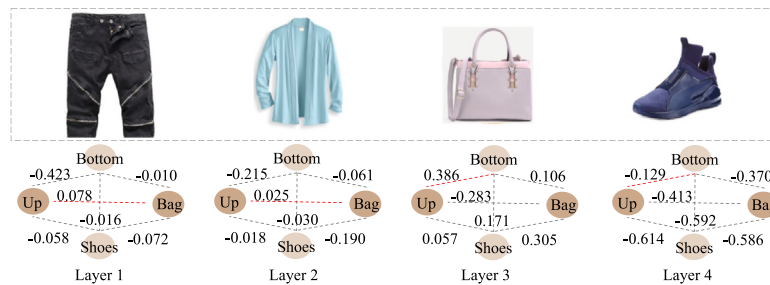 Bottom Bottom Bottom Bottom
-0.423 -0.010 -0.215 -0.061 0.386 0.106 -0.129 -0.370
Up 0.078 Bag Up 0.025 Bag Up -0.283 Bag Up -0.413 Bag
-0.016 -0.030 0.171 -0.592
-0.058 Shoes -0.072 -0.018 Shoes -0.190 0.057 Shoes 0.305 -0.614 Shoes -0.586
Layer 1 Layer 2 Layer 3 Layer 4